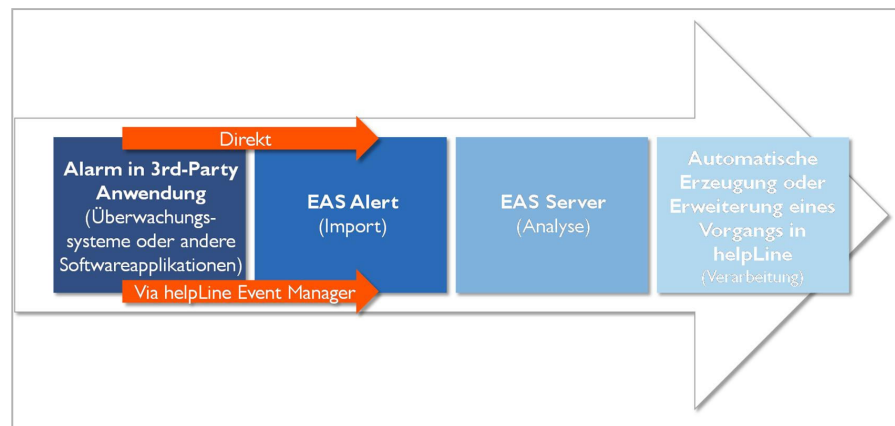 Direkt
Alarm in 3rd-Party
Anwendung
(Überwachungs-
systeme oder andere
Softwareapplikationen)
Via helpLine Event Manager
EAS Alert
(Import)
EAS Server
(Analyse)
Automatische
Erzeugung oder
Erweiterung eines
Vorgangs in
helpLine
(Verarbeitung)